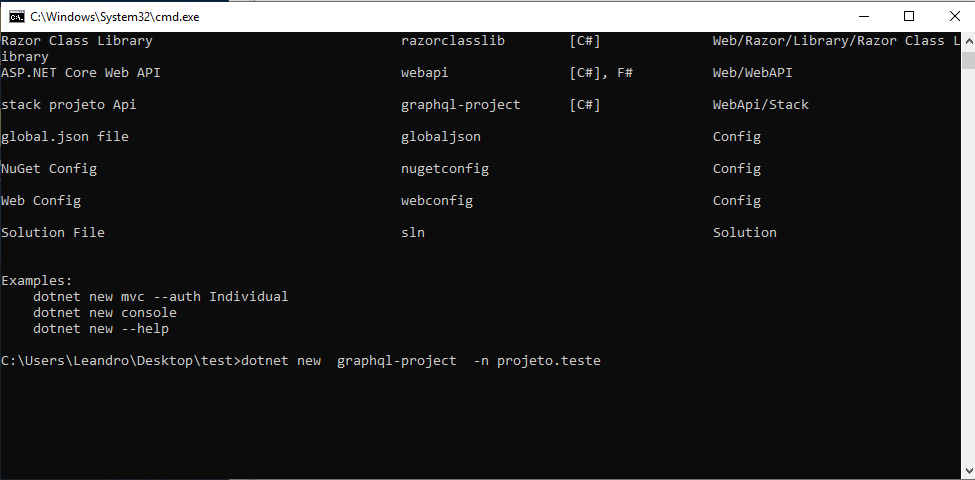 C:\Windows\System32\cmd.exe
Razor Class Library razorclasslib [C#] Web/Razor/Library/Razor Class L
ibrary
ASP.NET Core Web API webapi [C#], F# Web/WebAPI
stack projeto Api graphql-project [C#] WebApi/Stack
global.json file globaljson Config
NuGet Config nugetconfig Config
Web Config webconfig Config
Solution File sln Solution
Examples:
dotnet new mvc --auth Individual
dotnet new console
dotnet new --help
C:\Users\Leandro\Desktop\test>dotnet new  graphql-project  -n projeto.teste